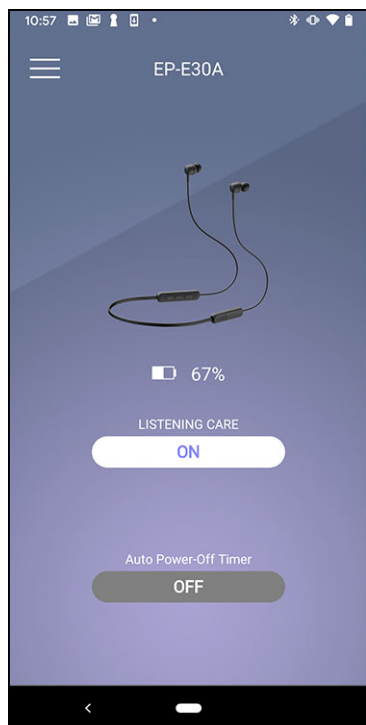 10:57
EP-E30A
67%
LISTENING CARE
ON
Auto Power-Off Timer
OFF